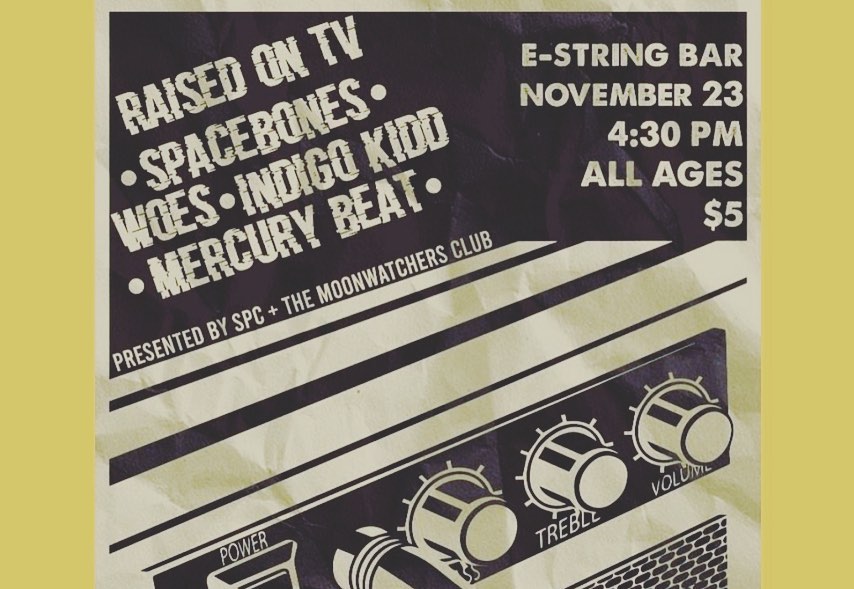 RAISED ON TV
•SPACEBONES•
WOES•INDIGO KIDD
•MERCURY BEAT•
PRESENTED BY SPC + THE MOONWATCHERS CLUB
E-STRING BAR
NOVEMBER 23
4:30 PM
ALL AGES
$5
POWER
TREBLE
VOLUME